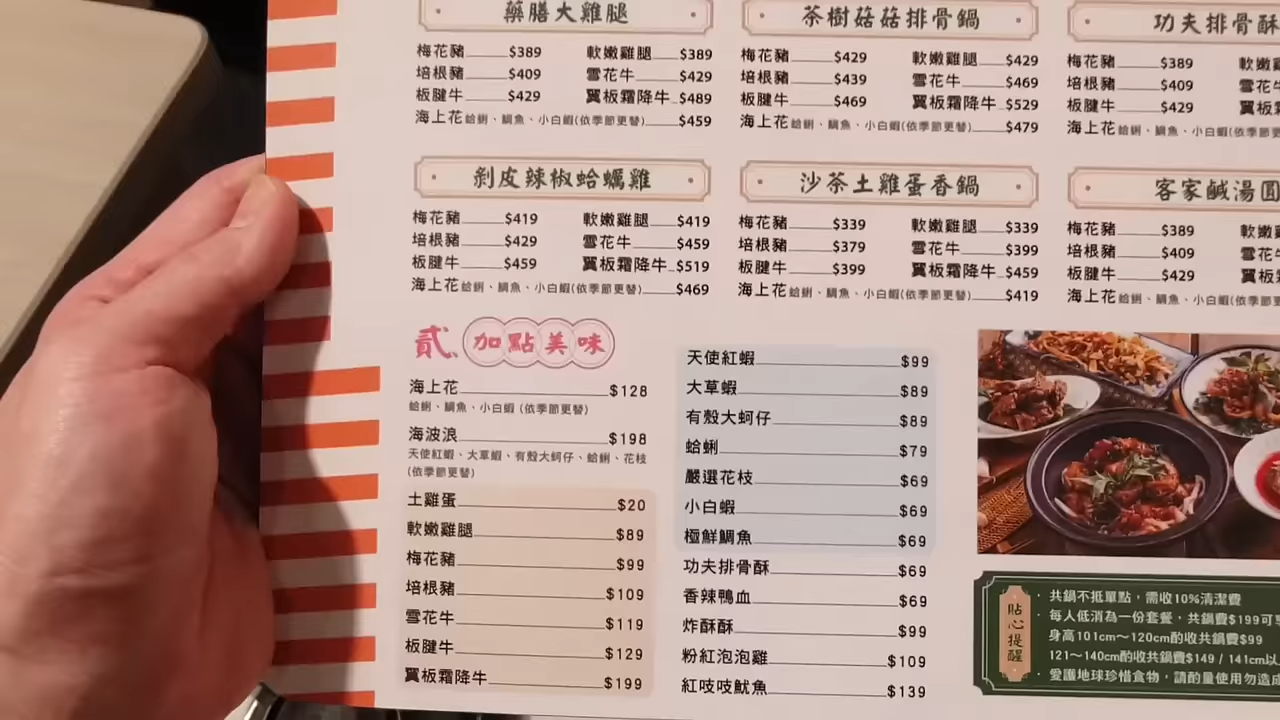 藥膳大雞腿
梅花豬 $389 軟嫩雞腿 $389
培根豬 $409 雪花牛 $429
板腱牛 $429 翼板霜降牛 $489
海上花 蛤蜊、鯛魚、小白蝦(依季節更替) $459
茶樹菇菇排骨鍋
梅花豬 $429 軟嫩雞腿 $429
培根豬 $439 雪花牛 $469
板腱牛 $469 翼板霜降牛 $529
海上花 蛤蜊、鯛魚、小白蝦(依季節更替) $479
功夫排骨酥
梅花豬 $389 軟嫩
培根豬 $409 雪花牛
板腱牛 $429 翼板
海上花 蛤蜊、鯛魚、小白蝦(依季節更
剝皮辣椒蛤蠣雞
梅花豬 $419 軟嫩雞腿 $419
培根豬 $429 雪花牛 $459
板腱牛 $459 翼板霜降牛 $519
海上花 蛤蜊、鯛魚、小白蝦(依季節更替) $469
沙茶土雞蛋香鍋
梅花豬 $339 軟嫩雞腿 $339
培根豬 $379 雪花牛 $399
板腱牛 $399 翼板霜降牛 $459
海上花 蛤蜊、鯛魚、小白蝦(依季節更替) $419
客家鹹湯圓
梅花豬 $389 軟嫩
培根豬 $409 雪花
板腱牛 $429 翼板
海上花 蛤蜊、鯛魚、小白蝦(依季節更
貳、加點美味
海上花 $128
蛤蜊、鯛魚、小白蝦 (依季節更替)
海波浪 $198
天使紅蝦、大草蝦、有殼大蚵仔、蛤蜊、花枝
(依季節更替)
土雞蛋 $20
軟嫩雞腿 $89
梅花豬 $99
培根豬 $109
雪花牛 $119
板腱牛 $129
翼板霜降牛 $199
天使紅蝦 $99
大草蝦 $89
有殼大蚵仔 $89
蛤蜊 $79
嚴選花枝 $69
小白蝦 $69
極鮮鯛魚 $69
功夫排骨酥 $69
香辣鴨血 $69
炸酥酥 $99
粉紅泡泡雞 $109
紅吱吱魷魚 $139
貼心提醒
· 共鍋不抵單點，需收10%清潔費
· 每人低消為一份套餐，共鍋費$199可享
身高101cm～120cm酌收共鍋費$99
121～140cm酌收共鍋費$149 / 141cm以
· 愛護地球珍惜食物，請酌量使用勿造成